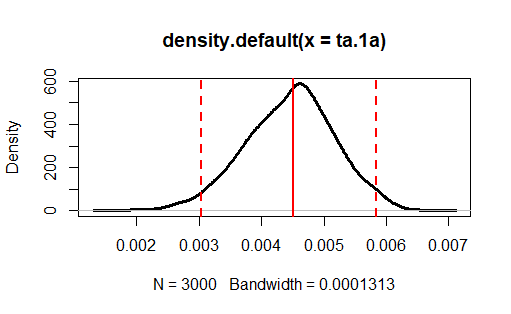 density.default(x = ta.1a)
Density
600
400
200
0
0.002 0.003 0.004 0.005 0.006 0.007
N = 3000 Bandwidth = 0.0001313